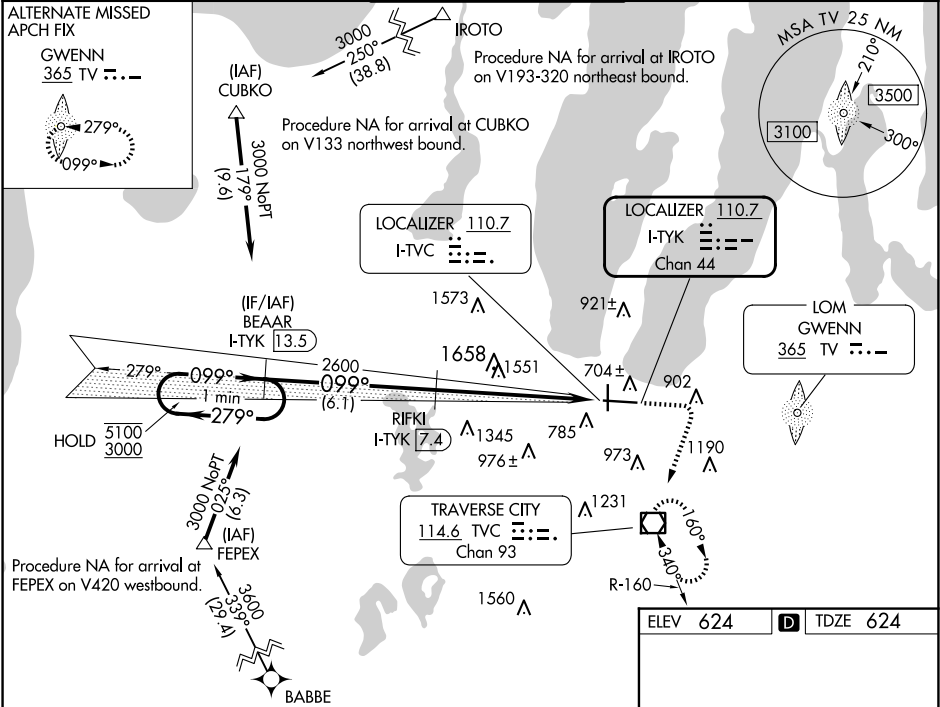 ALTERNATE MISSED
APCH FIX
GWENN
365 TV
279°
099°
3000
250°
(38.8)
IROTO
Procedure NA for arrival at IROTO
on V193-320 northeast bound.
MSA TV 25 NM
210°
3500
3100
300°
(IAF)
CUBKO
Procedure NA for arrival at CUBKO
on V133 northwest bound.
3000 NoPT
179°
(9.6)
LOCALIZER 110.7
I-TVC
LOCALIZER 110.7
I-TYK
Chan 44
(IF/IAF)
BEAAR
I-TYK 13.5
1573
921±
LOM
GWENN
365 TV
1658
1551
704±
902
279°
099°
2600
099°
(6.1)
1 min
279°
HOLD 5100
3000
RIFKI
I-TYK 7.4
1345
976±
785
973
1190
3000 NoPT
025°
(6.3)
(IAF)
FEPEX
Procedure NA for arrival at
FEPEX on V420 westbound.
TRAVERSE CITY
114.6 TVC
Chan 93
1231
160°
340°
R-160
1560
3600
339°
(29.4)
BABBE
ELEV 624 D TDZE 624